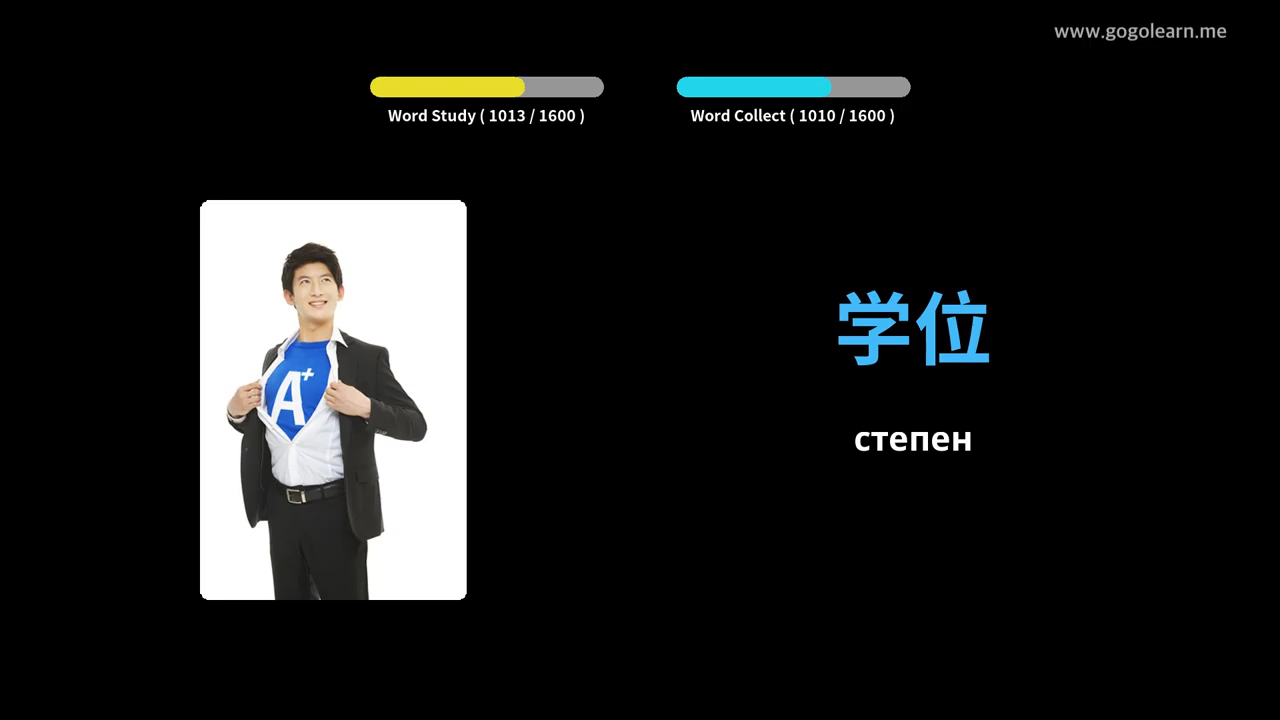 www.gogolearn.me
Word Study ( 1013 / 1600 )
Word Collect ( 1010 / 1600 )
A+
学位
степен